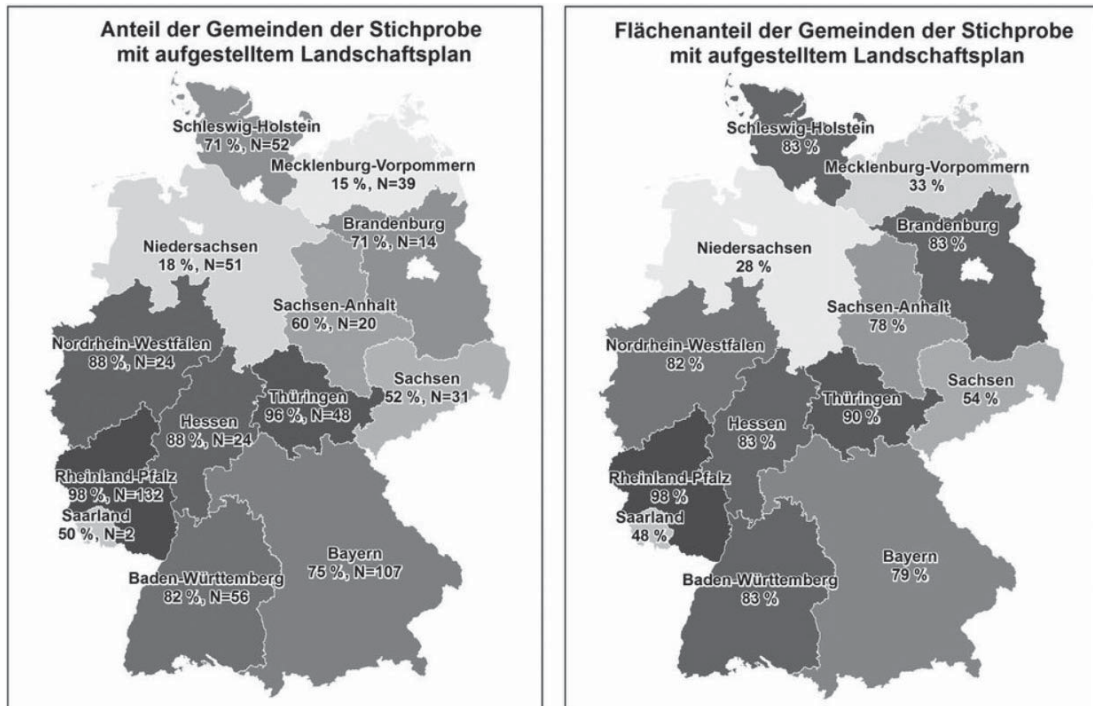 Anteil der Gemeinden der Stichprobe
mit aufgestelltem Landschaftsplan
Schleswig-Holstein
71 %, N=52
Mecklenburg-Vorpommern
15 %, N=39
Brandenburg
71 %, N=14
Niedersachsen
18 %, N=51
Sachsen-Anhalt
60 %, N=20
Nordrhein-Westfalen
88 %, N=24
Sachsen
52 %, N=31
Thüringen
96 %, N=48
Hessen
88 %, N=24
Rheinland-Pfalz
98 %, N=132
Saarland
50 %, N=2
Bayern
75 %, N=107
Baden-Württemberg
82 %, N=56
Flächenanteil der Gemeinden der Stichprobe
mit aufgestelltem Landschaftsplan
Schleswig-Holstein
83 %
Mecklenburg-Vorpommern
33 %
Brandenburg
83 %
Niedersachsen
28 %
Sachsen-Anhalt
78 %
Nordrhein-Westfalen
82 %
Sachsen
54 %
Thüringen
90 %
Hessen
83 %
Rheinland-Pfalz
98 %
Saarland
48 %
Bayern
79 %
Baden-Württemberg
83 %